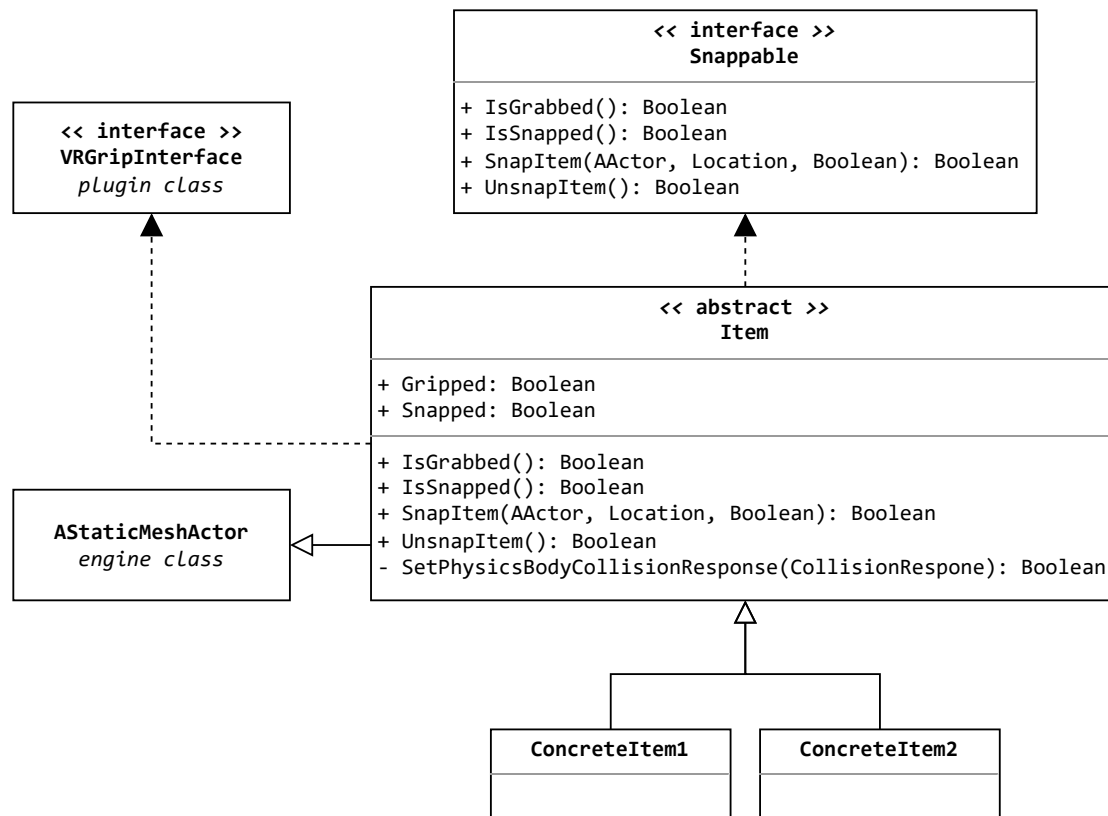 << interface >>
Snappable
+ IsGrabbed(): Boolean
+ IsSnapped(): Boolean
+ SnapItem(AActor, Location, Boolean): Boolean
+ UnsnapItem(): Boolean
<< interface >>
VRGripInterface
plugin class
<< abstract >>
Item
+ Gripped: Boolean
+ Snapped: Boolean
+ IsGrabbed(): Boolean
+ IsSnapped(): Boolean
+ SnapItem(AActor, Location, Boolean): Boolean
+ UnsnapItem(): Boolean
- SetPhysicsBodyCollisionResponse(CollisionRespone): Boolean
AStaticMeshActor
engine class
ConcreteItem1
ConcreteItem2